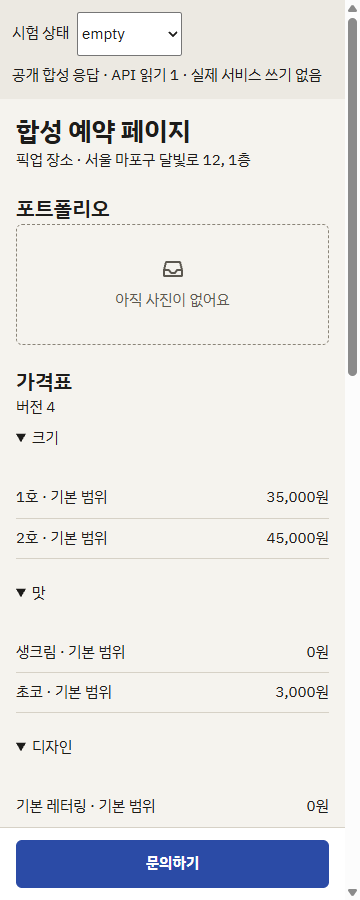 시험 상태 empty
공개 합성 응답 · API 읽기 1 · 실제 서비스 쓰기 없음
합성 예약 페이지
픽업 장소 · 서울 마포구 달빛로 12, 1층
포트폴리오
아직 사진이 없어요
가격표
버전 4
▼ 크기
1호 · 기본 범위 35,000원
2호 · 기본 범위 45,000원
▼ 맛
생크림 · 기본 범위 0원
초코 · 기본 범위 3,000원
▼ 디자인
기본 레터링 · 기본 범위 0원
문의하기